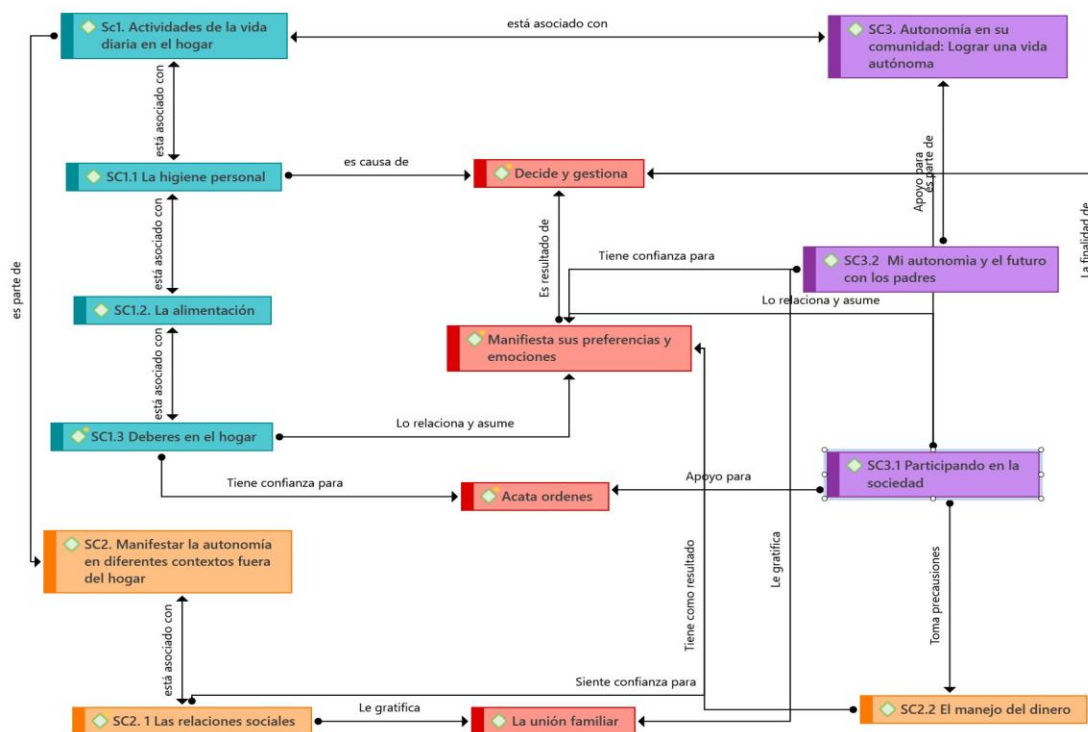 está asociado con
Sc1. Actividades de la vida
diaria en el hogar
SC3. Autonomía en su
comunidad: Lograr una vida
autónoma
está asociado con
es causa de
SC1.1 La higiene personal
Decide y gestiona
Apoyo para
es parte de
La finalidad de
está asociado con
es parte de
Es resultado de
Tiene confianza para
SC3.2 Mi autonomia y el futuro
con los padres
SC1.2. La alimentación
Lo relaciona y asume
Manifiesta sus preferencias y
emociones
está asociado con
Lo relaciona y asume
SC1.3 Deberes en el hogar
SC3.1 Participando en la
sociedad
Tiene confianza para
Acata ordenes
Apoyo para
SC2. Manifestar la autonomía
en diferentes contextos fuera
del hogar
Tiene como resultado
Le gratifica
Toma precausiones
está asociado con
Siente confianza para
SC2. 1 Las relaciones sociales
Le gratifica
La unión familiar
SC2.2 El manejo del dinero